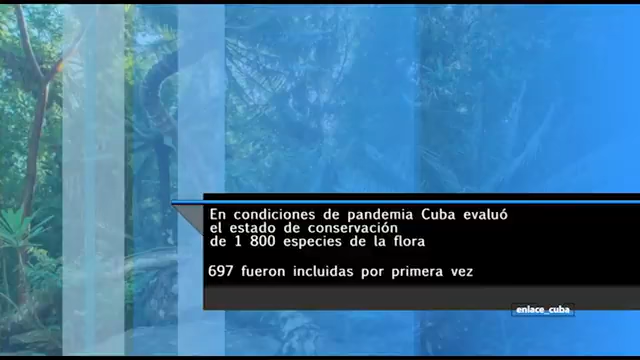 En condiciones de pandemia Cuba evaluó
el estado de conservación
de 1 800 especies de la flora
697 fueron incluidas por primera vez
enlace_cuba